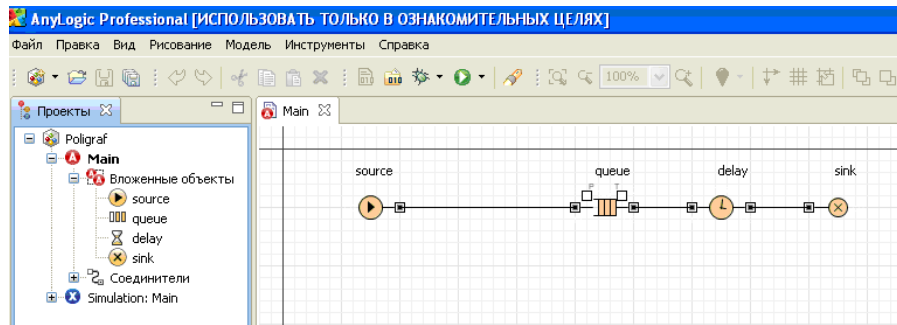 AnyLogic Professional [ИСПОЛЬЗОВАТЬ ТОЛЬКО В ОЗНАКОМИТЕЛЬНЫХ ЦЕЛЯХ]
Файл Правка Вид Рисование Модель Инструменты Справка
100%
Проекты
Main
Poligraf
Main
Вложенные объекты
source
queue
delay
sink
Соединители
Simulation: Main
source queue delay sink